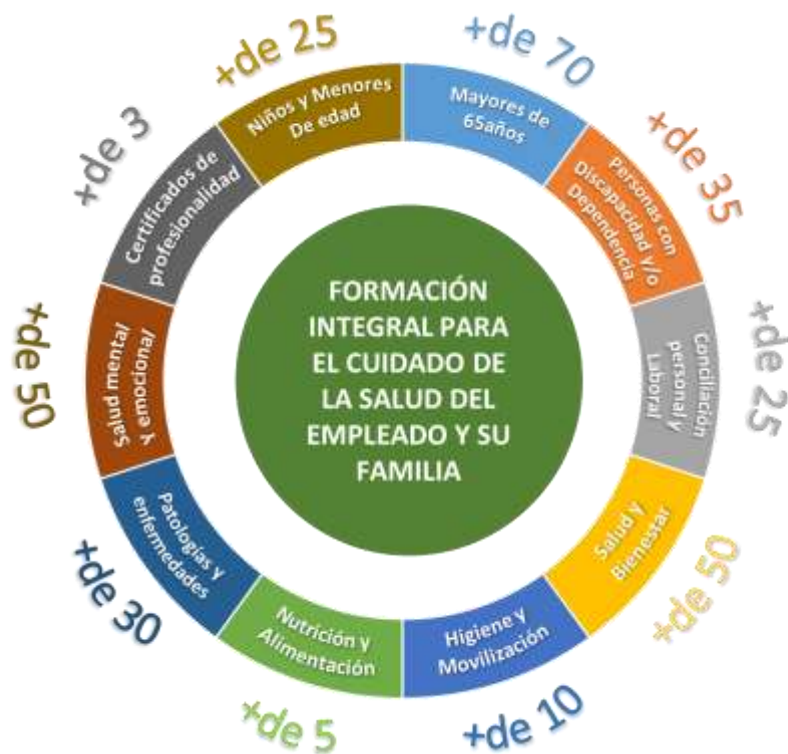 FORMACIÓN
INTEGRAL PARA
EL CUIDADO DE
LA SALUD DEL
EMPLEADO Y SU
FAMILIA
+de 70
Mayores de
65años
+de 35
Personas con
Discapacidad y/o
Dependencia
+de 25
Conciliación
personal y
Laboral
+de 50
Salud y
Bienestar
+de 10
Higiene y
Movilización
+de 5
Nutrición y
Alimentación
+de 30
Patologías y
enfermedades
+de 50
Salud mental
y emocional
+de 3
Certificados de
profesionalidad
+de 25
Niños y Menores
De edad